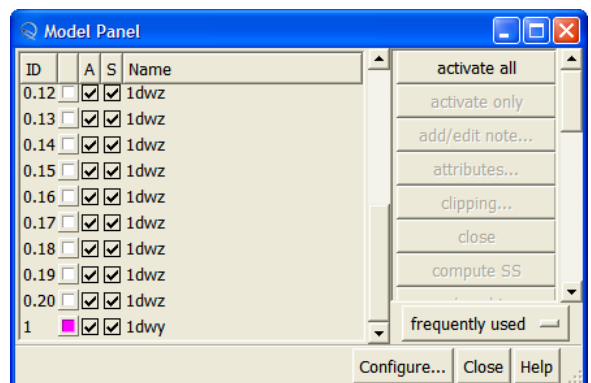 Model Panel
ID A S Name
0.12 1dwz
0.13 1dwz
0.14 1dwz
0.15 1dwz
0.16 1dwz
0.17 1dwz
0.18 1dwz
0.19 1dwz
0.20 1dwz
1 1dwy
activate all
activate only
add/edit note...
attributes...
clipping...
close
compute SS
frequently used
Configure... Close Help